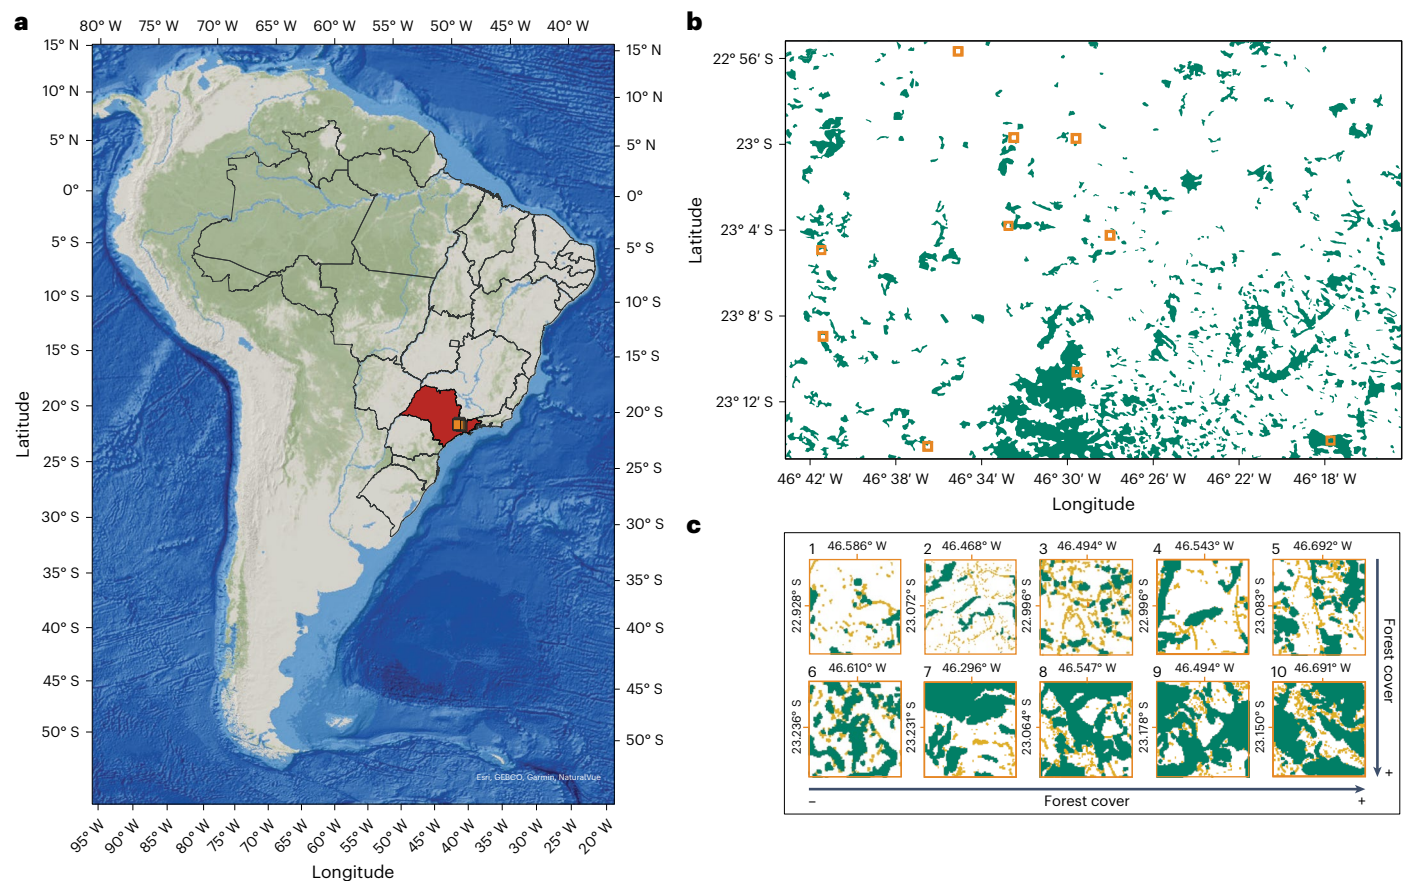 a
80° W 75° W 70° W 65° W 60° W 55° W 50° W 45° W 40° W
15° N
10° N
5° N
0°
5° S
10° S
15° S
20° S
25° S
30° S
35° S
40° S
45° S
50° S
Latitude
15° N
10° N
5° N
0°
5° S
10° S
15° S
20° S
25° S
30° S
35° S
40° S
45° S
50° S
Esri, GEBCO, Garmin, NaturalVue
95° W 90° W 85° W 80° W 75° W 70° W 65° W 60° W 55° W 50° W 45° W 40° W 35° W 30° W 25° W 20° W
Longitude
b
22° 56′ S
23° S
23° 4′ S
23° 8′ S
23° 12′ S
Latitude
46° 42′ W 46° 38′ W 46° 34′ W 46° 30′ W 46° 26′ W 46° 22′ W 46° 18′ W
Longitude
c
1 46.586° W 2 46.468° W 3 46.494° W 4 46.543° W 5 46.692° W
22.928° S 23.072° S 22.996° S 22.996° S 23.083° S
6 46.610° W 7 46.296° W 8 46.547° W 9 46.494° W 10 46.691° W
23.236° S 23.231° S 23.064° S 23.178° S 23.150° S
Forest cover
+
Forest cover
– +